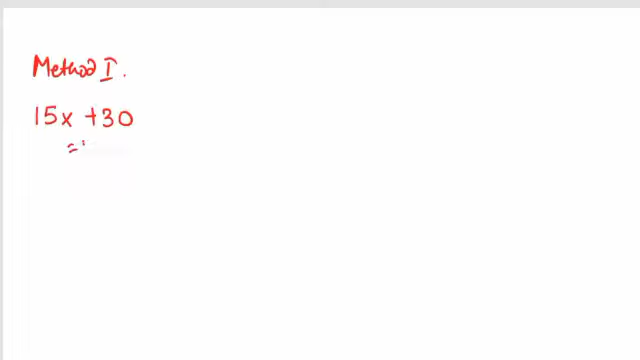 Method I.
15x + 30
=